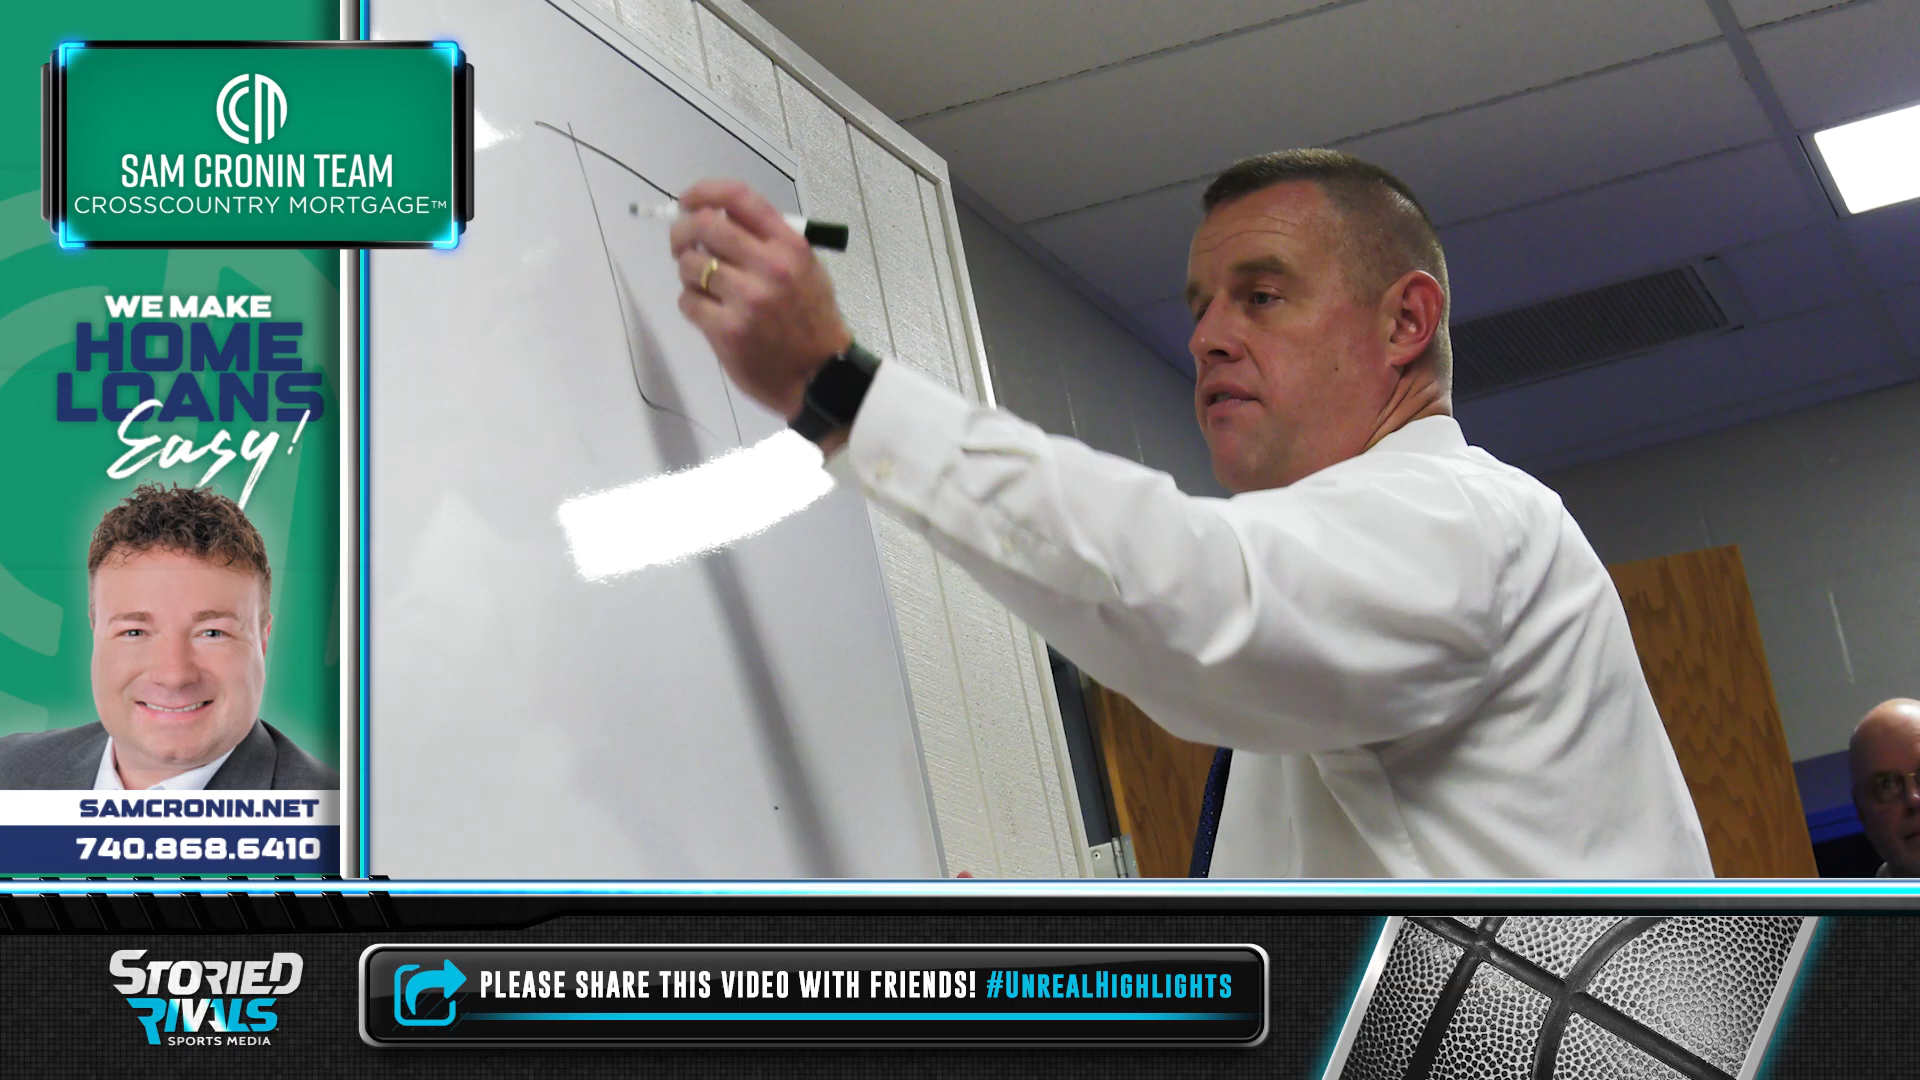 SAM CRONIN TEAM
CROSSCOUNTRY MORTGAGE™
WE MAKE
HOME
LOANS
Easy!
SAMCRONIN.NET
740.868.6410
STORIED
RIVALS
SPORTS MEDIA
PLEASE SHARE THIS VIDEO WITH FRIENDS! #UNREALHIGHLIGHTS